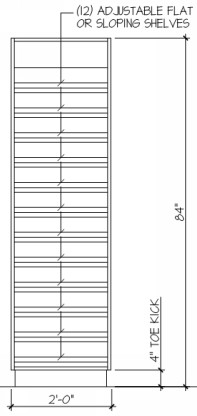 (12) ADJUSTABLE FLAT
OR SLOPING SHELVES
84"
4" TOE KICK
2'-0"